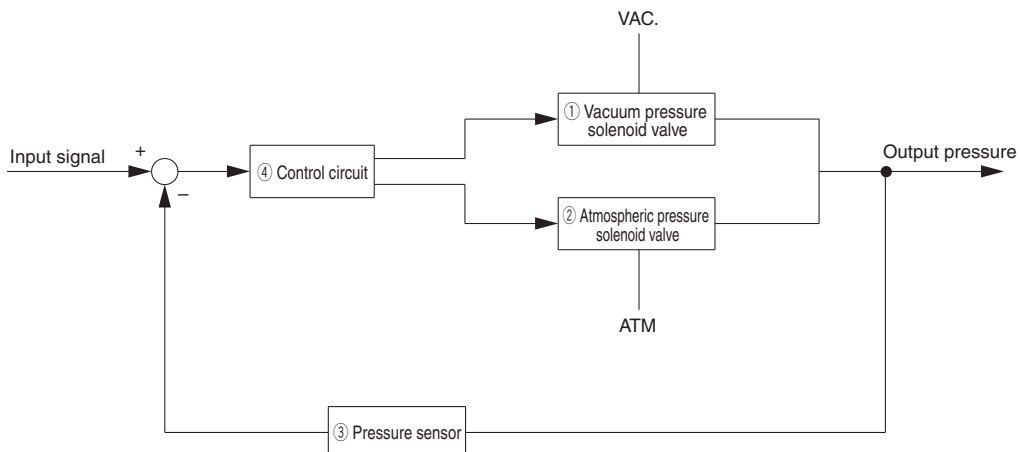 VAC.
① Vacuum pressure
solenoid valve
Input signal
+
−
④ Control circuit
Output pressure
② Atmospheric pressure
solenoid valve
ATM
③ Pressure sensor